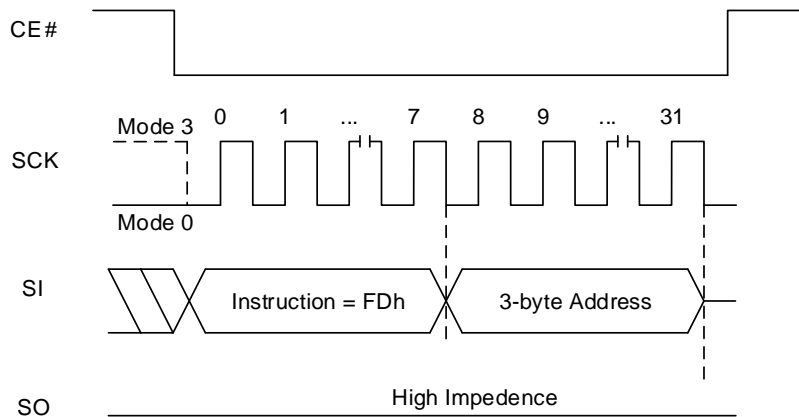 CE#
0 1 ... 7 8 9 ... 31
Mode 3
SCK
Mode 0
SI
Instruction = FDh
3-byte Address
High Impedence
SO